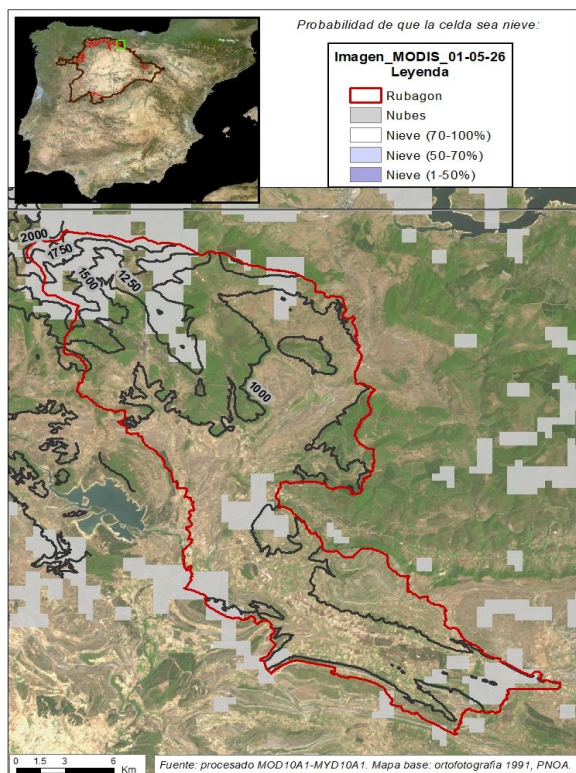 Probabilidad de que la celda sea nieve:
Imagen_MODIS_01-05-26
Leyenda
Rubagon
Nubes
Nieve (70-100%)
Nieve (50-70%)
Nieve (1-50%)
2000
1750
1500
1250
1000
0 1.5 3 6
Km
Fuente: procesado MOD10A1-MYD10A1. Mapa base: ortofotografia 1991, PNOA.